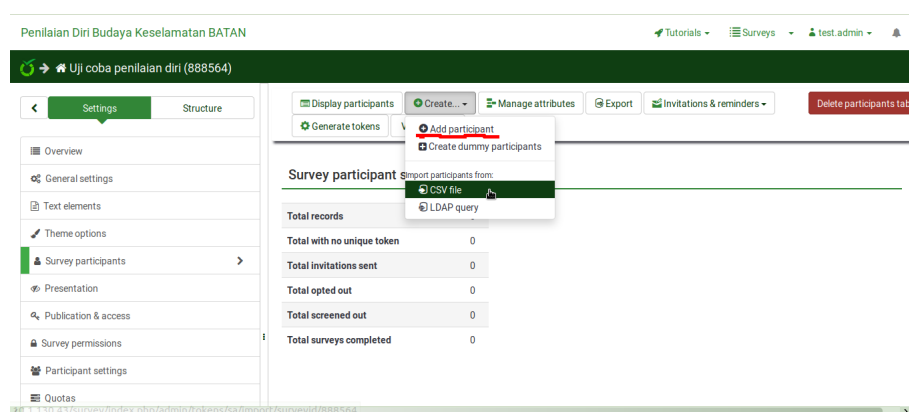 Penilaian Diri Budaya Keselamatan BATAN
Tutorials
Surveys
test.admin
Uji coba penilaian diri (888564)
Settings
Structure
Display participants
Create...
Manage attributes
Export
Invitations & reminders
Delete participants tab
Generate tokens
V
Add participant
Create dummy participants
Import participants from:
CSV file
LDAP query
Overview
General settings
Text elements
Theme options
Survey participants
Presentation
Publication & access
Survey permissions
Participant settings
Quotas
Survey participant s
Total records
Total with no unique token 0
Total invitations sent 0
Total opted out 0
Total screened out 0
Total surveys completed 0